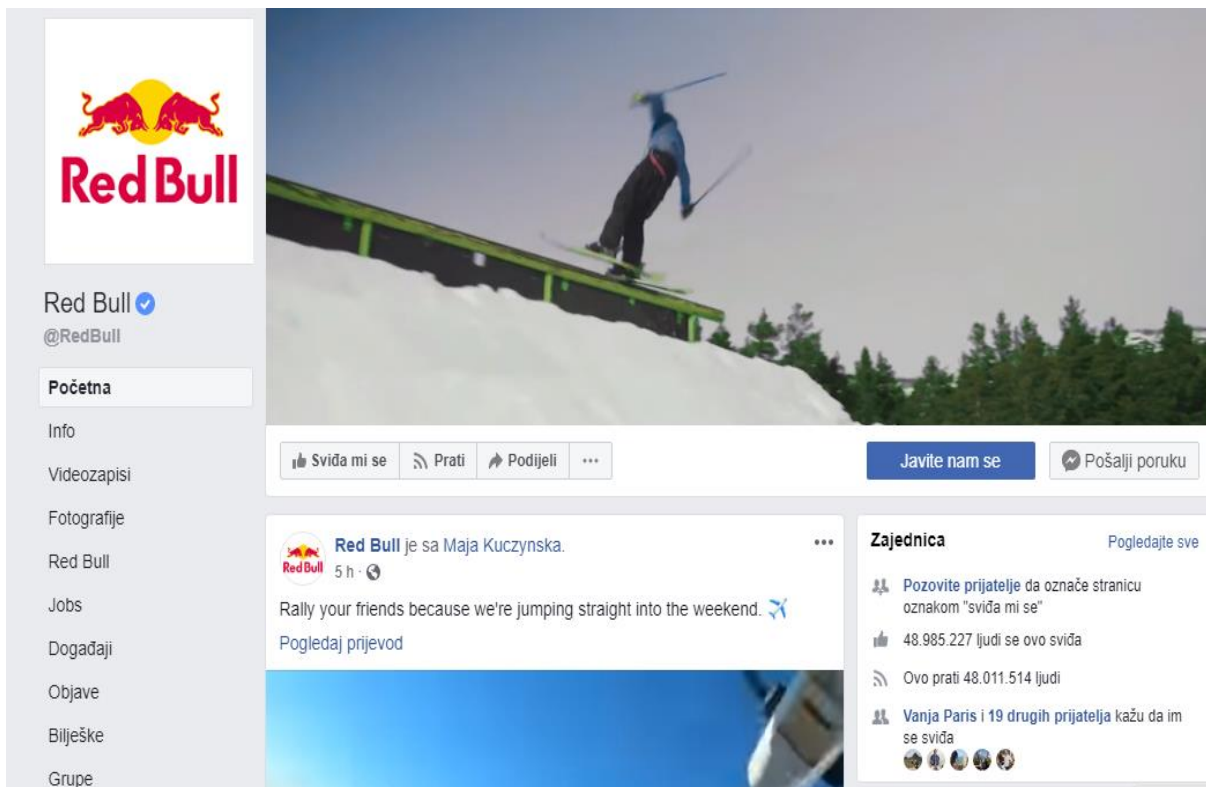 Red Bull
Red Bull
@RedBull
Početna
Info
Videozapisi
Fotografije
Red Bull
Jobs
Događaji
Objave
Bilješke
Grupe
Sviđa mi se
Prati
Podijeli
Javite nam se
Pošalji poruku
Red Bull
Red Bull je sa Maja Kuczynska.
5 h
Rally your friends because we're jumping straight into the weekend.
Pogledaj prijevod
Zajednica
Pogledajte sve
Pozovite prijatelje da označe stranicu
oznakom "sviđa mi se"
48.985.227 ljudi se ovo sviđa
Ovo prati 48.011.514 ljudi
Vanja Paris i 19 drugih prijatelja kažu da im
se sviđa